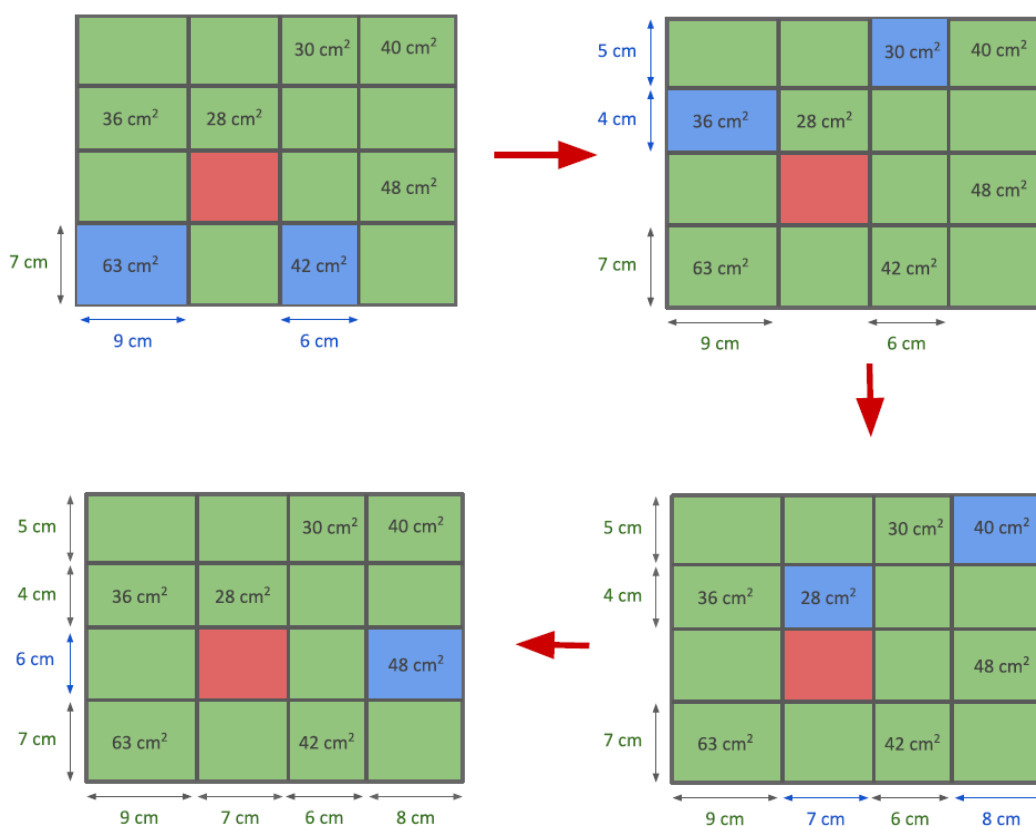 30 cm² 40 cm²
36 cm² 28 cm²
48 cm²
7 cm 63 cm² 42 cm²
9 cm 6 cm
5 cm 30 cm² 40 cm²
4 cm 36 cm² 28 cm²
48 cm²
7 cm 63 cm² 42 cm²
9 cm 6 cm
5 cm 30 cm² 40 cm²
4 cm 36 cm² 28 cm²
6 cm 48 cm²
7 cm 63 cm² 42 cm²
9 cm 7 cm 6 cm 8 cm
5 cm 30 cm² 40 cm²
4 cm 36 cm² 28 cm²
48 cm²
7 cm 63 cm² 42 cm²
9 cm 7 cm 6 cm 8 cm